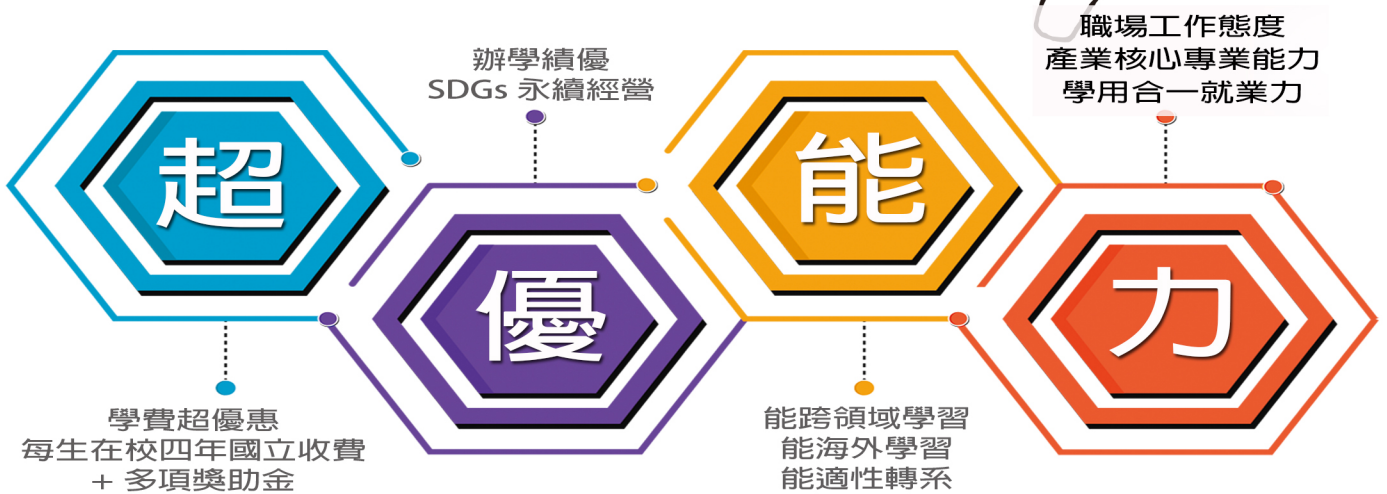 超
學費超優惠
每生在校四年國立收費
+ 多項獎助金
辦學績優
SDGs 永續經營
優
能
能跨領域學習
能海外學習
能適性轉系
職場工作態度
產業核心專業能力
學用合一就業力
力